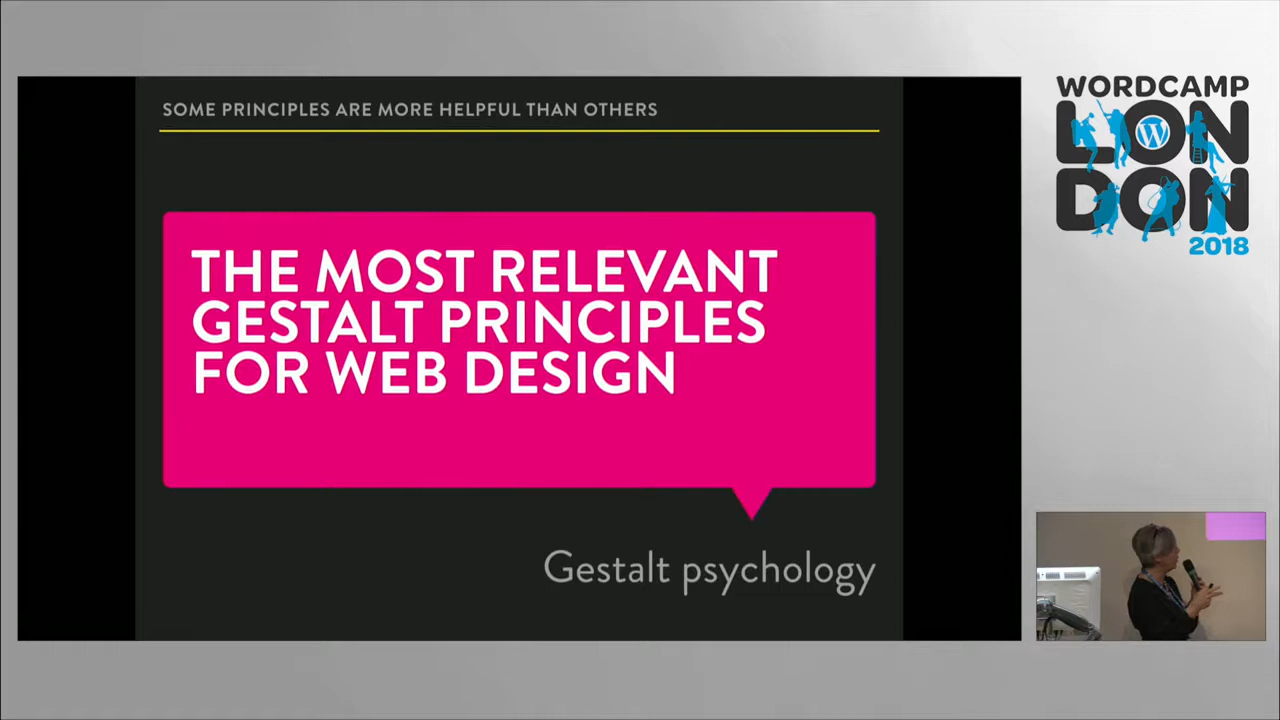 SOME PRINCIPLES ARE MORE HELPFUL THAN OTHERS
THE MOST RELEVANT
GESTALT PRINCIPLES
FOR WEB DESIGN
Gestalt psychology
WORDCAMP
LON
DON
2018